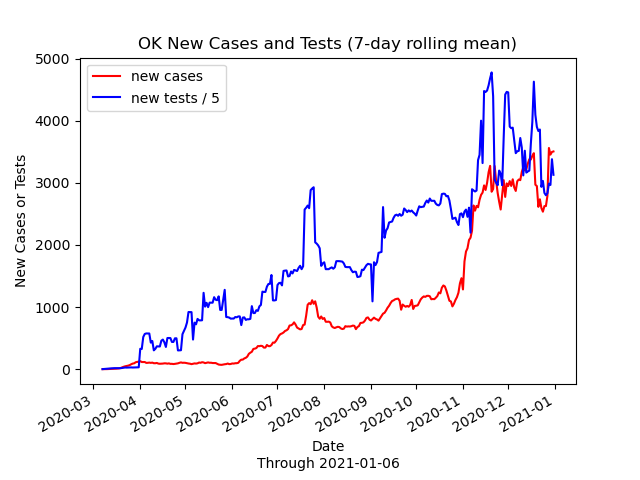 OK New Cases and Tests (7-day rolling mean)
new cases
new tests / 5
New Cases or Tests
5000
4000
3000
2000
1000
0
2020-03
2020-04
2020-05
2020-06
2020-07
2020-08
2020-09
2020-10
2020-11
2020-12
2021-01
Date
Through 2021-01-06